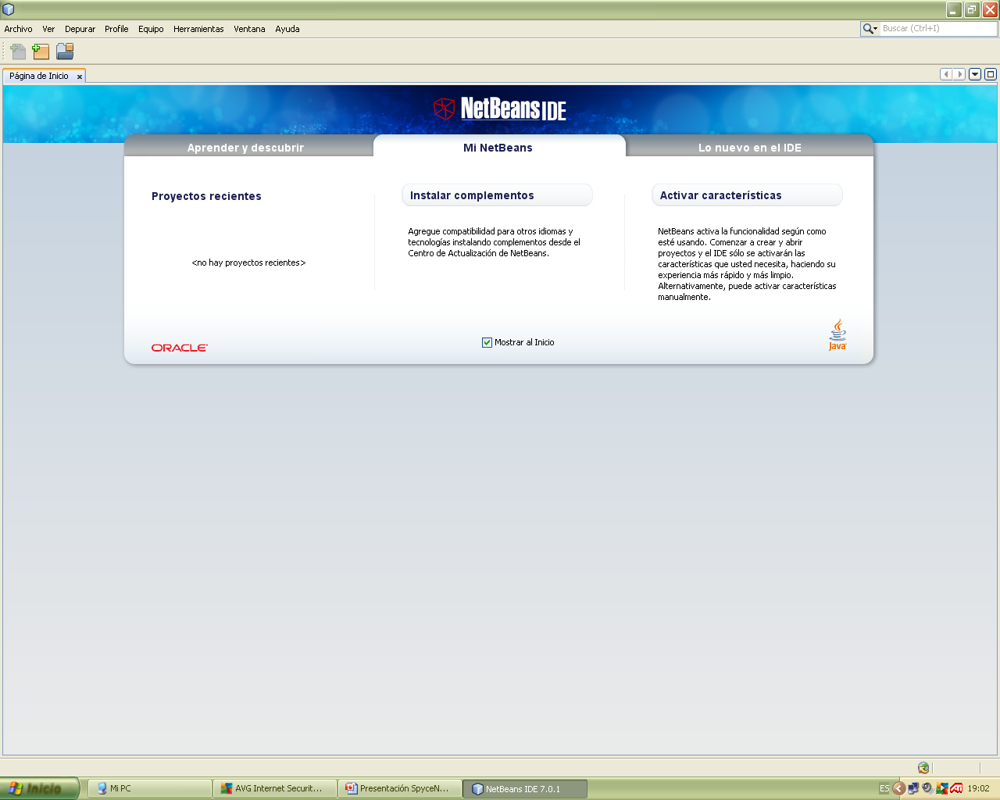 Archivo Ver Depurar Profile Equipo Herramientas Ventana Ayuda
Buscar (Ctrl+I)
Página de Inicio
NetBeans IDE
Aprender y descubrir
Mi NetBeans
Lo nuevo en el IDE
Proyectos recientes
<no hay proyectos recientes>
Instalar complementos
Agregue compatibilidad para otros idiomas y
tecnologías instalando complementos desde el
Centro de Actualización de NetBeans.
Activar características
NetBeans activa la funcionalidad según como
esté usando. Comenzar a crear y abrir
proyectos y el IDE sólo se activarán las
características que usted necesita, haciendo su
experiencia más rápido y más limpio.
Alternativamente, puede activar características
manualmente.
ORACLE
Mostrar al Inicio
Java
Inicio
Mi PC
AVG Internet Securit...
Presentación SpyceN...
NetBeans IDE 7.0.1
ES
19:02